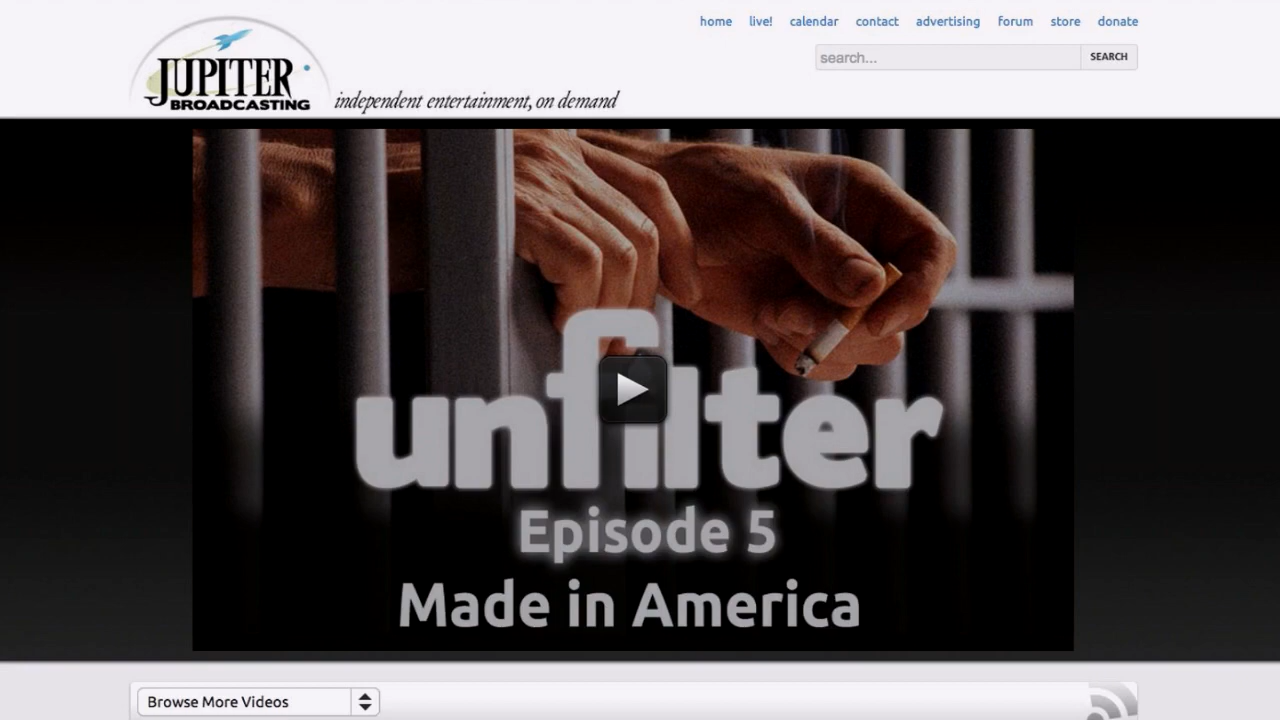 home live! calendar contact advertising forum store donate
search... SEARCH
JUPITER
BROADCASTING
independent entertainment, on demand
unfilter
Episode 5
Made in America
Browse More Videos